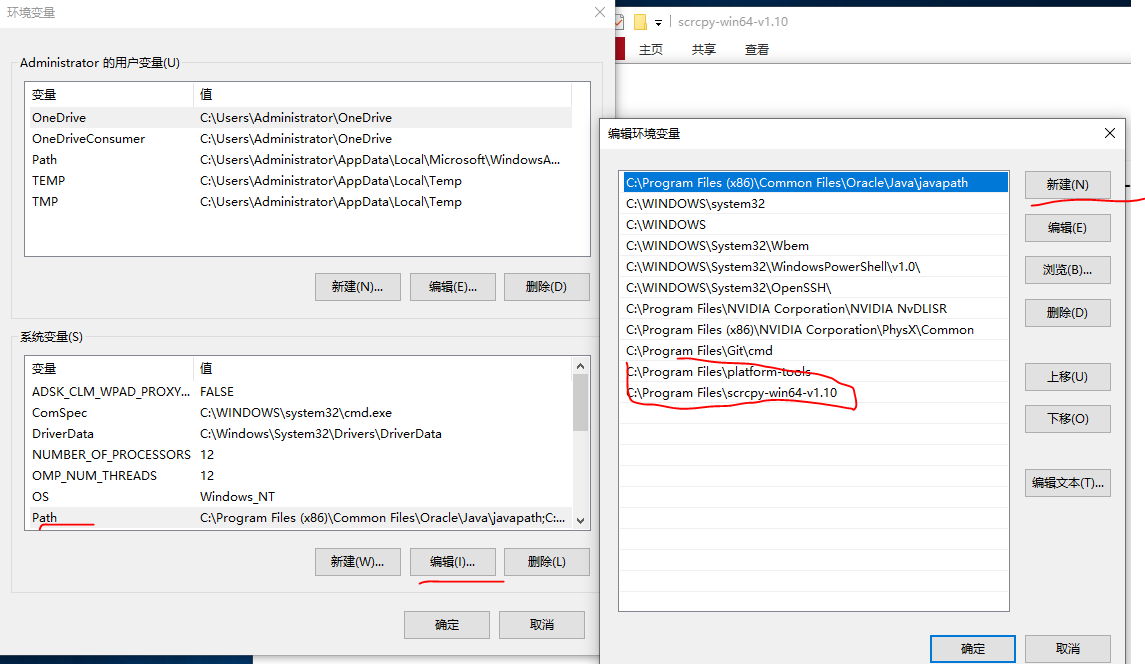 环境变量
Administrator 的用户变量(U)
变量 值
OneDrive C:\Users\Administrator\OneDrive
OneDriveConsumer C:\Users\Administrator\OneDrive
Path C:\Users\Administrator\AppData\Local\Microsoft\WindowsA...
TEMP C:\Users\Administrator\AppData\Local\Temp
TMP C:\Users\Administrator\AppData\Local\Temp
新建(N)... 编辑(E)... 删除(D)
系统变量(S)
变量 值
ADSK_CLM_WPAD_PROXY... FALSE
ComSpec C:\WINDOWS\system32\cmd.exe
DriverData C:\Windows\System32\Drivers\DriverData
NUMBER_OF_PROCESSORS 12
OMP_NUM_THREADS 12
OS Windows_NT
Path C:\Program Files (x86)\Common Files\Oracle\Java\javapath;C:...
新建(W)... 编辑(I)... 删除(L)
确定 取消
scrcpy-win64-v1.10
主页 共享 查看
编辑环境变量
C:\Program Files (x86)\Common Files\Oracle\Java\javapath
C:\WINDOWS\system32
C:\WINDOWS
C:\WINDOWS\System32\Wbem
C:\WINDOWS\System32\WindowsPowerShell\v1.0\
C:\WINDOWS\System32\OpenSSH\
C:\Program Files\NVIDIA Corporation\NVIDIA NvDLISR
C:\Program Files (x86)\NVIDIA Corporation\PhysX\Common
C:\Program Files\Git\cmd
C:\Program Files\platform-tools
C:\Program Files\scrcpy-win64-v1.10
新建(N)
编辑(E)
浏览(B)...
删除(D)
上移(U)
下移(O)
编辑文本(T)...
确定 取消